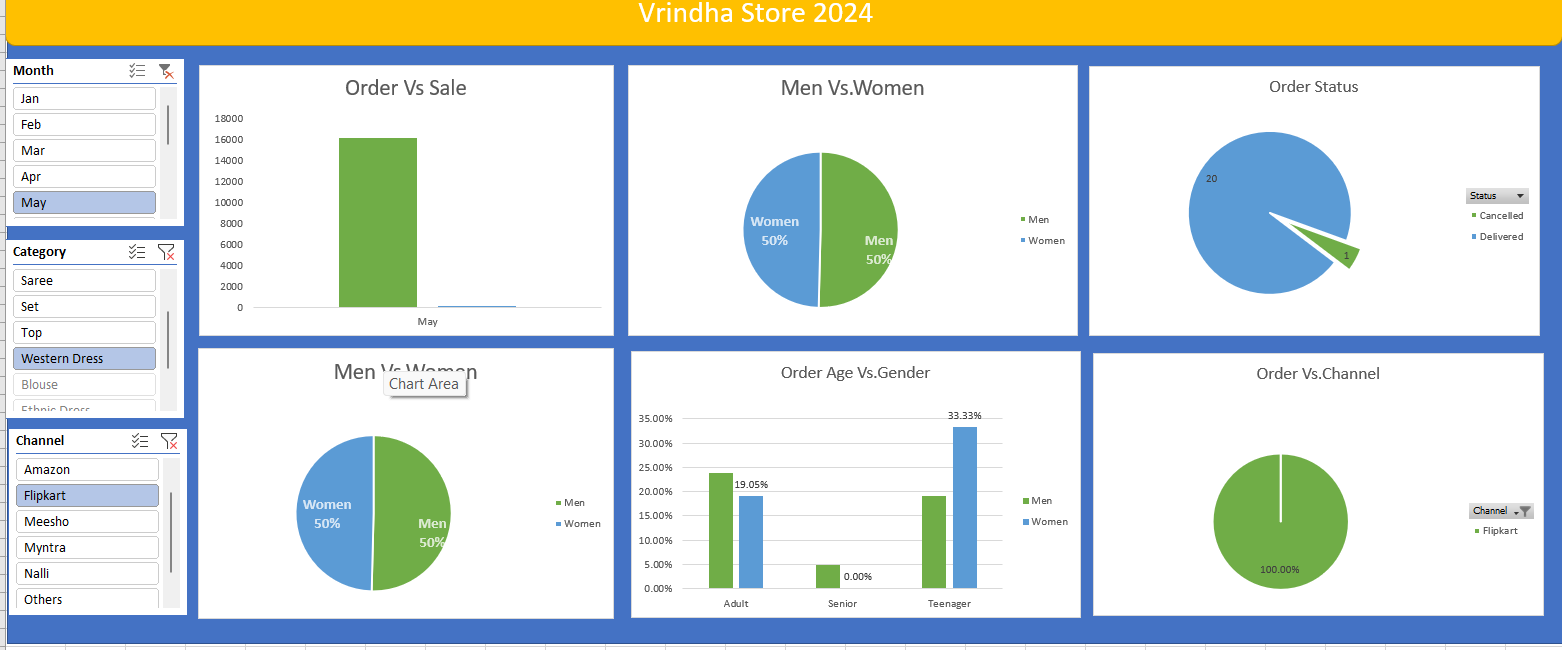 Vrindha Store 2024
Month
Jan
Feb
Mar
Apr
May
Category
Saree
Set
Top
Western Dress
Blouse
Ethnic Dress
Channel
Amazon
Flipkart
Meesho
Myntra
Nalli
Others
Order Vs Sale
18000
16000
14000
12000
10000
8000
6000
4000
2000
0
May
Men Vs.Women
Women
50%
Men
50%
Men
Women
Order Status
20
1
Status
Cancelled
Delivered
Men Vs Women
Chart Area
Women
50%
Men
50%
Men
Women
Order Age Vs.Gender
35.00%
30.00%
25.00%
20.00%
15.00%
10.00%
5.00%
0.00%
19.05%
0.00%
33.33%
Adult
Senior
Teenager
Men
Women
Order Vs.Channel
100.00%
Channel
Flipkart